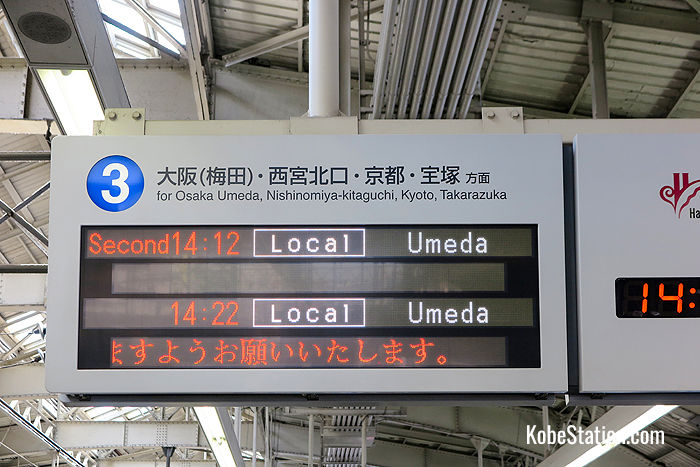 3 大阪(梅田)・西宮北口・京都・宝塚 方面
for Osaka Umeda, Nishinomiya-kitaguchi, Kyoto, Takarazuka
Second 14:12 Local Umeda
14:22 Local Umeda
ますようお願いいたします。
Ha
14:
KobeStation.com